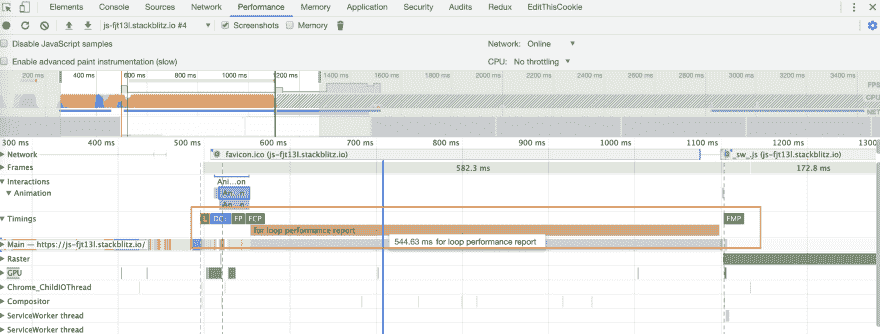 Elements Console Sources Network Performance Memory Application Security Audits Redux EditThisCookie
js-fjt13l.stackblitz.io #4 Screenshots Memory
Disable JavaScript samples Network: Online
Enable advanced paint instrumentation (slow) CPU: No throttling
200 ms 400 ms 600 ms 800 ms 1000 ms 1200 ms 1400 ms 1600 ms 1800 ms 2000 ms 2200 ms 2400 ms 2600 ms 2800 ms 3000 ms 3200 ms 3400 ms
FPS
CPU
NET
300 ms 400 ms 500 ms 600 ms 700 ms 800 ms 900 ms 1000 ms 1100 ms 1200 ms 1300
Network favicon.ico (js-fjt13l.stackblitz.io) _sw_.js (js-fjt13l.stackblitz.io)
Frames 582.3 ms 172.8 ms
Interactions Ani...on
Animation
Timings L FP FCP FMP
for loop performance report
Main — https://js-fjt13l.stackblitz.io/ 544.63 ms for loop performance report
Raster
GPU
Chrome_ChildIOThread
Compositor
ServiceWorker thread
ServiceWorker thread